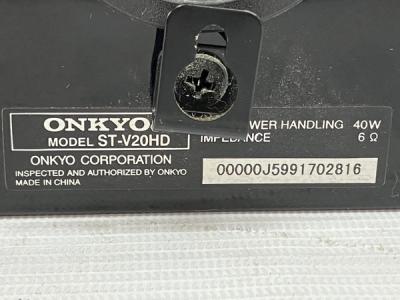 ONKYO
MODEL ST-V20HD
ONKYO CORPORATION
INSPECTED AND AUTHORIZED BY ONKYO
MADE IN CHINA
HANDLING 40W
IMPEDANCE 6 Ω
00000J5991702816